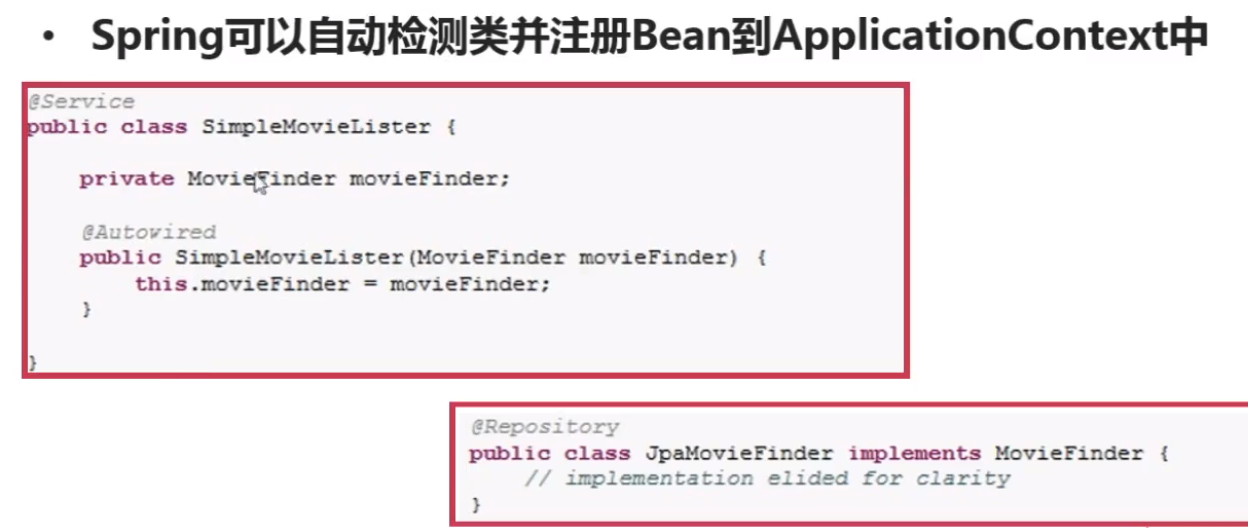 • Spring可以自动检测类并注册Bean到ApplicationContext中
@Service
public class SimpleMovieLister {
private MovieFinder movieFinder;
@Autowired
public SimpleMovieLister(MovieFinder movieFinder) {
this.movieFinder = movieFinder;
}
}
@Repository
public class JpaMovieFinder implements MovieFinder {
// implementation elided for clarity
}